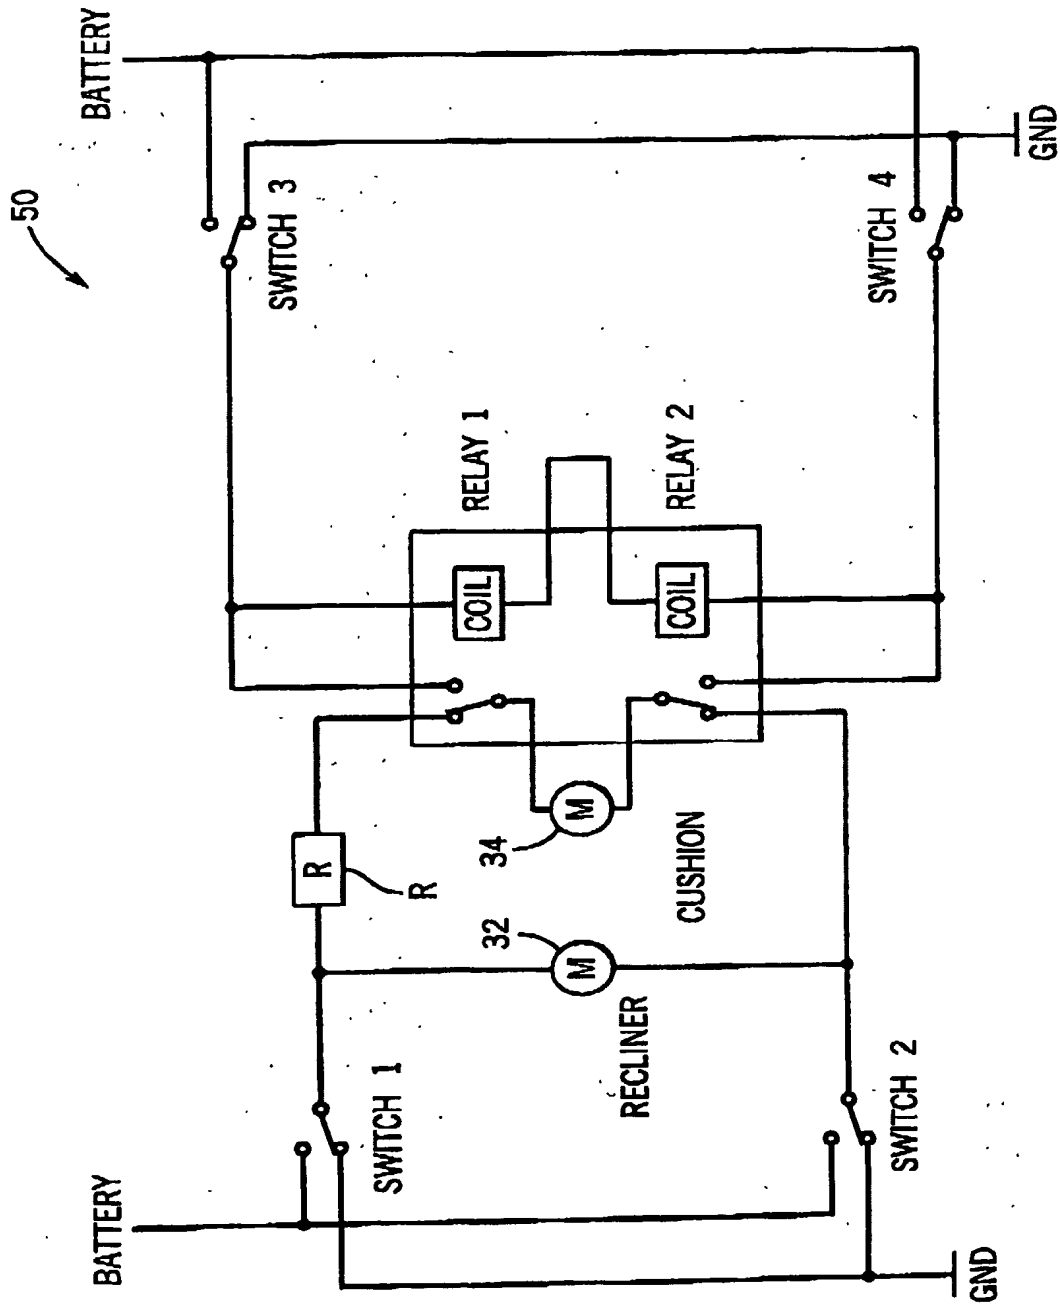 50
BATTERY
BATTERY
SWITCH 1
SWITCH 3
R
R
RELAY 1
COIL
32
34
M
M
RECLINER
CUSHION
RELAY 2
COIL
SWITCH 2
SWITCH 4
GND
GND